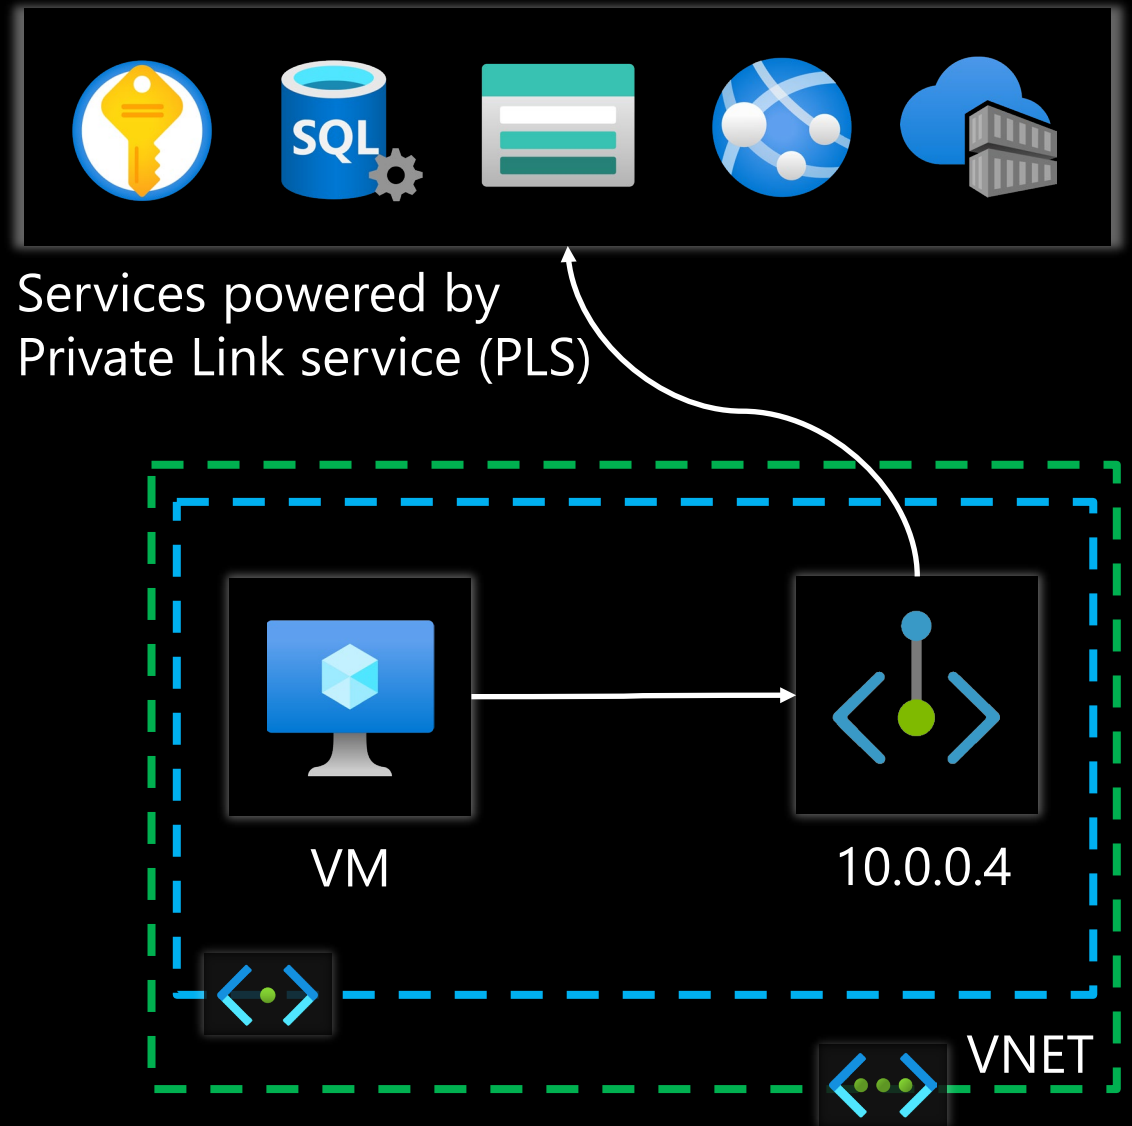 SQL
Services powered by
Private Link service (PLS)
VM
10.0.0.4
VNET